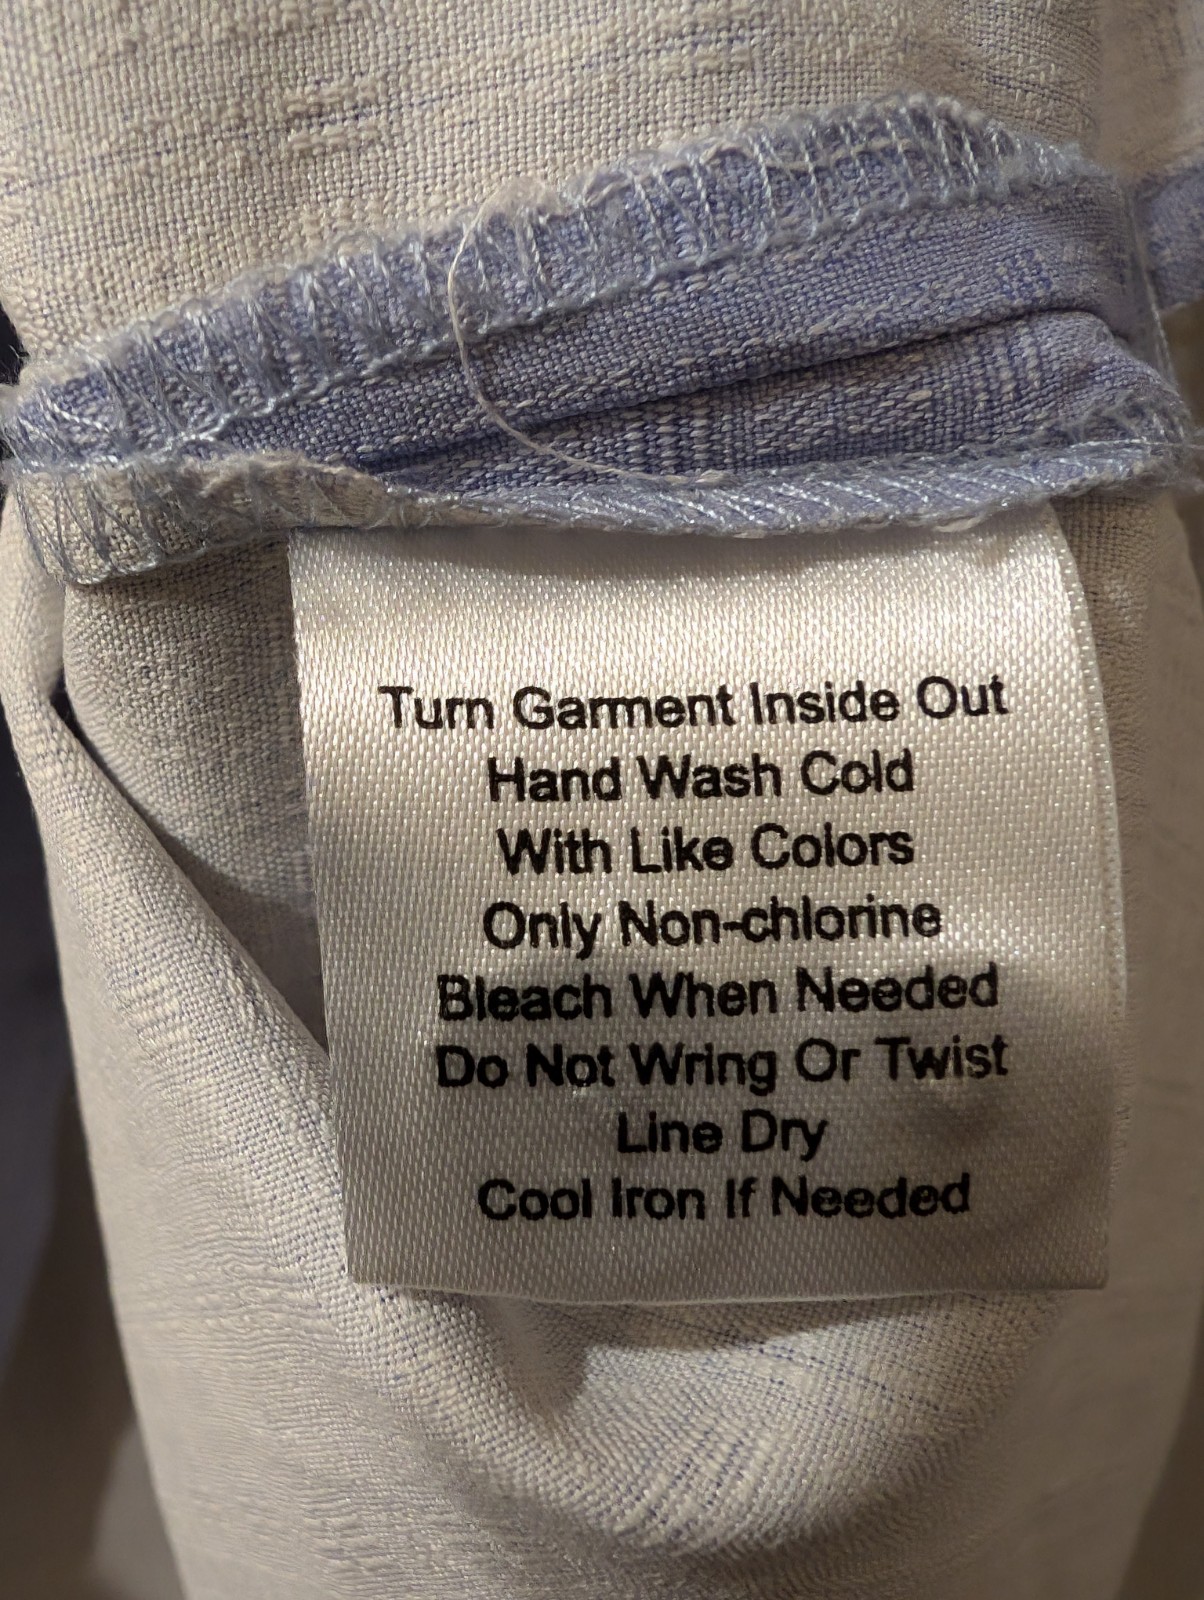 Turn Garment Inside Out
Hand Wash Cold
With Like Colors
Only Non-chlorine
Bleach When Needed
Do Not Wring Or Twist
Line Dry
Cool Iron If Needed